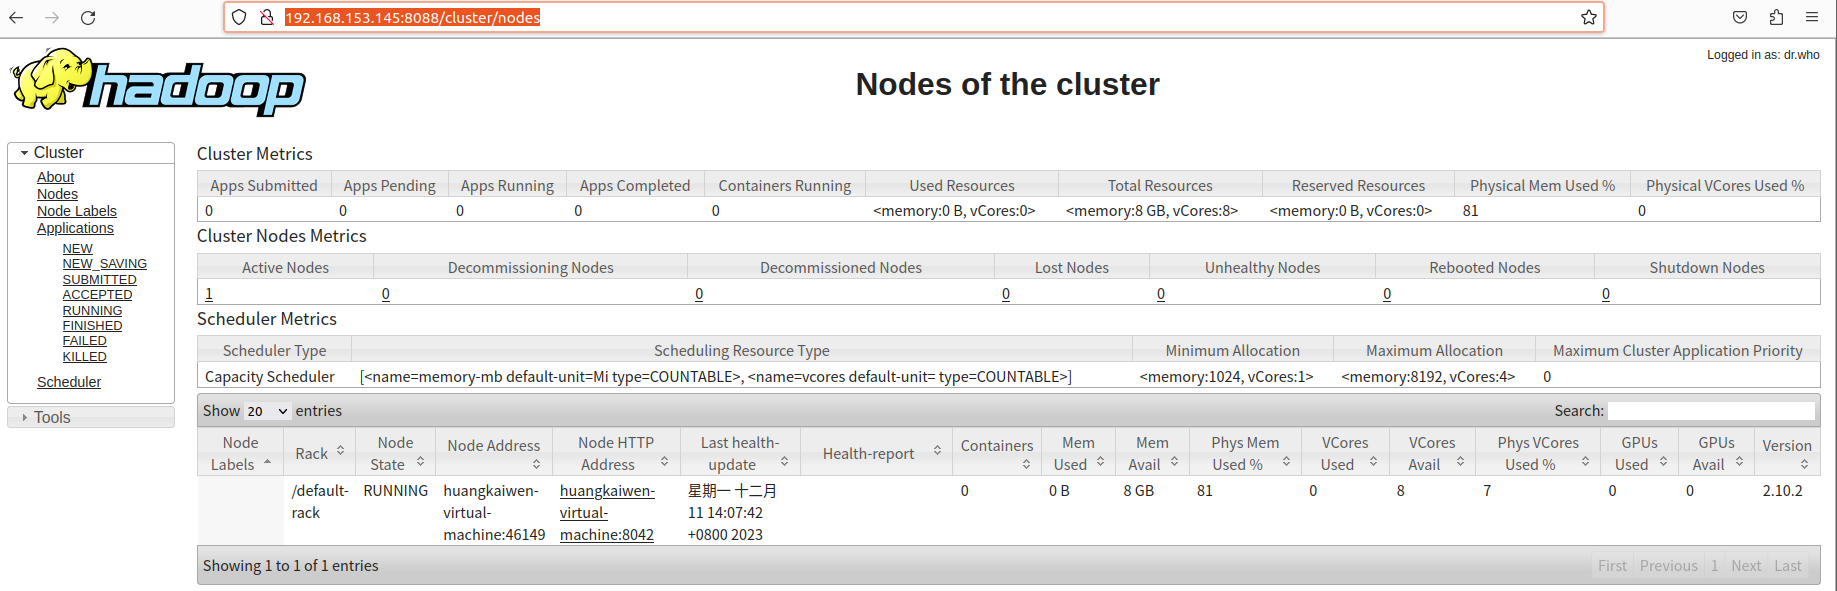 192.168.153.145:8088/cluster/nodes
Logged in as: dr.who
hadoop
Nodes of the cluster
Cluster
About
Nodes
Node Labels
Applications
NEW
NEW_SAVING
SUBMITTED
ACCEPTED
RUNNING
FINISHED
FAILED
KILLED
Scheduler
Tools
Cluster Metrics
Apps Submitted Apps Pending Apps Running Apps Completed Containers Running Used Resources Total Resources Reserved Resources Physical Mem Used % Physical VCores Used %
0 0 0 0 0 <memory:0 B, vCores:0> <memory:8 GB, vCores:8> <memory:0 B, vCores:0> 81 0
Cluster Nodes Metrics
Active Nodes Decommissioning Nodes Decommissioned Nodes Lost Nodes Unhealthy Nodes Rebooted Nodes Shutdown Nodes
1 0 0 0 0 0 0
Scheduler Metrics
Scheduler Type Scheduling Resource Type Minimum Allocation Maximum Allocation Maximum Cluster Application Priority
Capacity Scheduler [<name=memory-mb default-unit=Mi type=COUNTABLE>, <name=vcores default-unit= type=COUNTABLE>] <memory:1024, vCores:1> <memory:8192, vCores:4> 0
Show 20 entries Search:
Node Rack Node Node Address Node HTTP Last health- Health-report Containers Mem Mem Phys Mem VCores VCores Phys VCores GPUs GPUs Version
Labels State Address update Used Avail Used % Used Avail Used % Used Avail
/default- RUNNING huangkaiwen- huangkaiwen- 星期一 十二月 0 0 B 8 GB 81 0 8 7 0 0 2.10.2
rack virtual- virtual- 11 14:07:42
machine:46149 machine:8042 +0800 2023
Showing 1 to 1 of 1 entries First Previous 1 Next Last